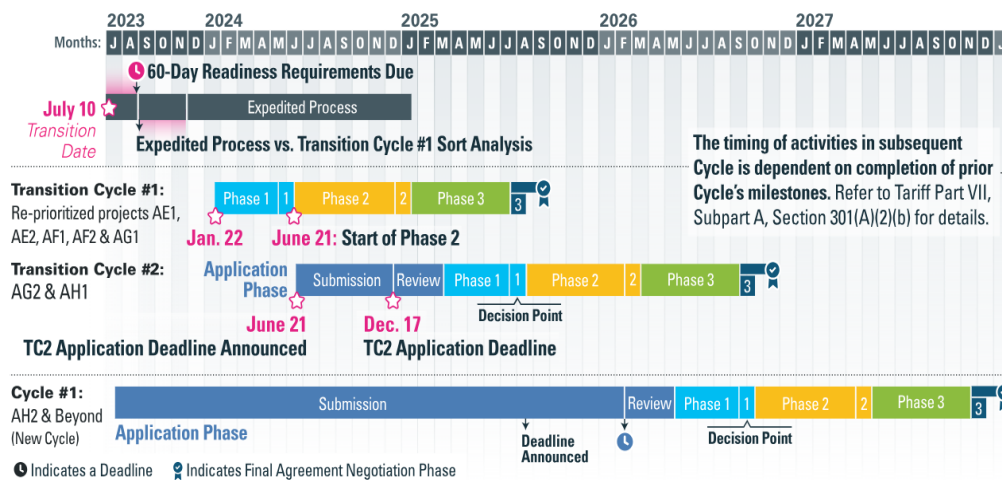 2023 2024 2025 2026 2027
Months: J A S O N D J F M A M J J A S O N D J F M A M J J A S O N D J F M A M J J A S O N D J F M A M J J A S O N D J
60-Day Readiness Requirements Due
July 10
Transition
Date
Expedited Process
Expedited Process vs. Transition Cycle #1 Sort Analysis
The timing of activities in subsequent
Cycle is dependent on completion of prior
Cycle's milestones. Refer to Tariff Part VII,
Subpart A, Section 301(A)(2)(b) for details.
Transition Cycle #1:
Re-prioritized projects AE1,
AE2, AF1, AF2 & AG1
Phase 1 1 Phase 2 2 Phase 3 3
Jan. 22
June 21: Start of Phase 2
Transition Cycle #2:
AG2 & AH1
Application
Phase
Submission Review Phase 1 1 Phase 2 2 Phase 3 3
Decision Point
June 21
TC2 Application Deadline Announced
Dec. 17
TC2 Application Deadline
Cycle #1:
AH2 & Beyond
(New Cycle)
Submission Review Phase 1 1 Phase 2 2 Phase 3 3
Application Phase
Deadline
Announced
Decision Point
Indicates a Deadline
Indicates Final Agreement Negotiation Phase